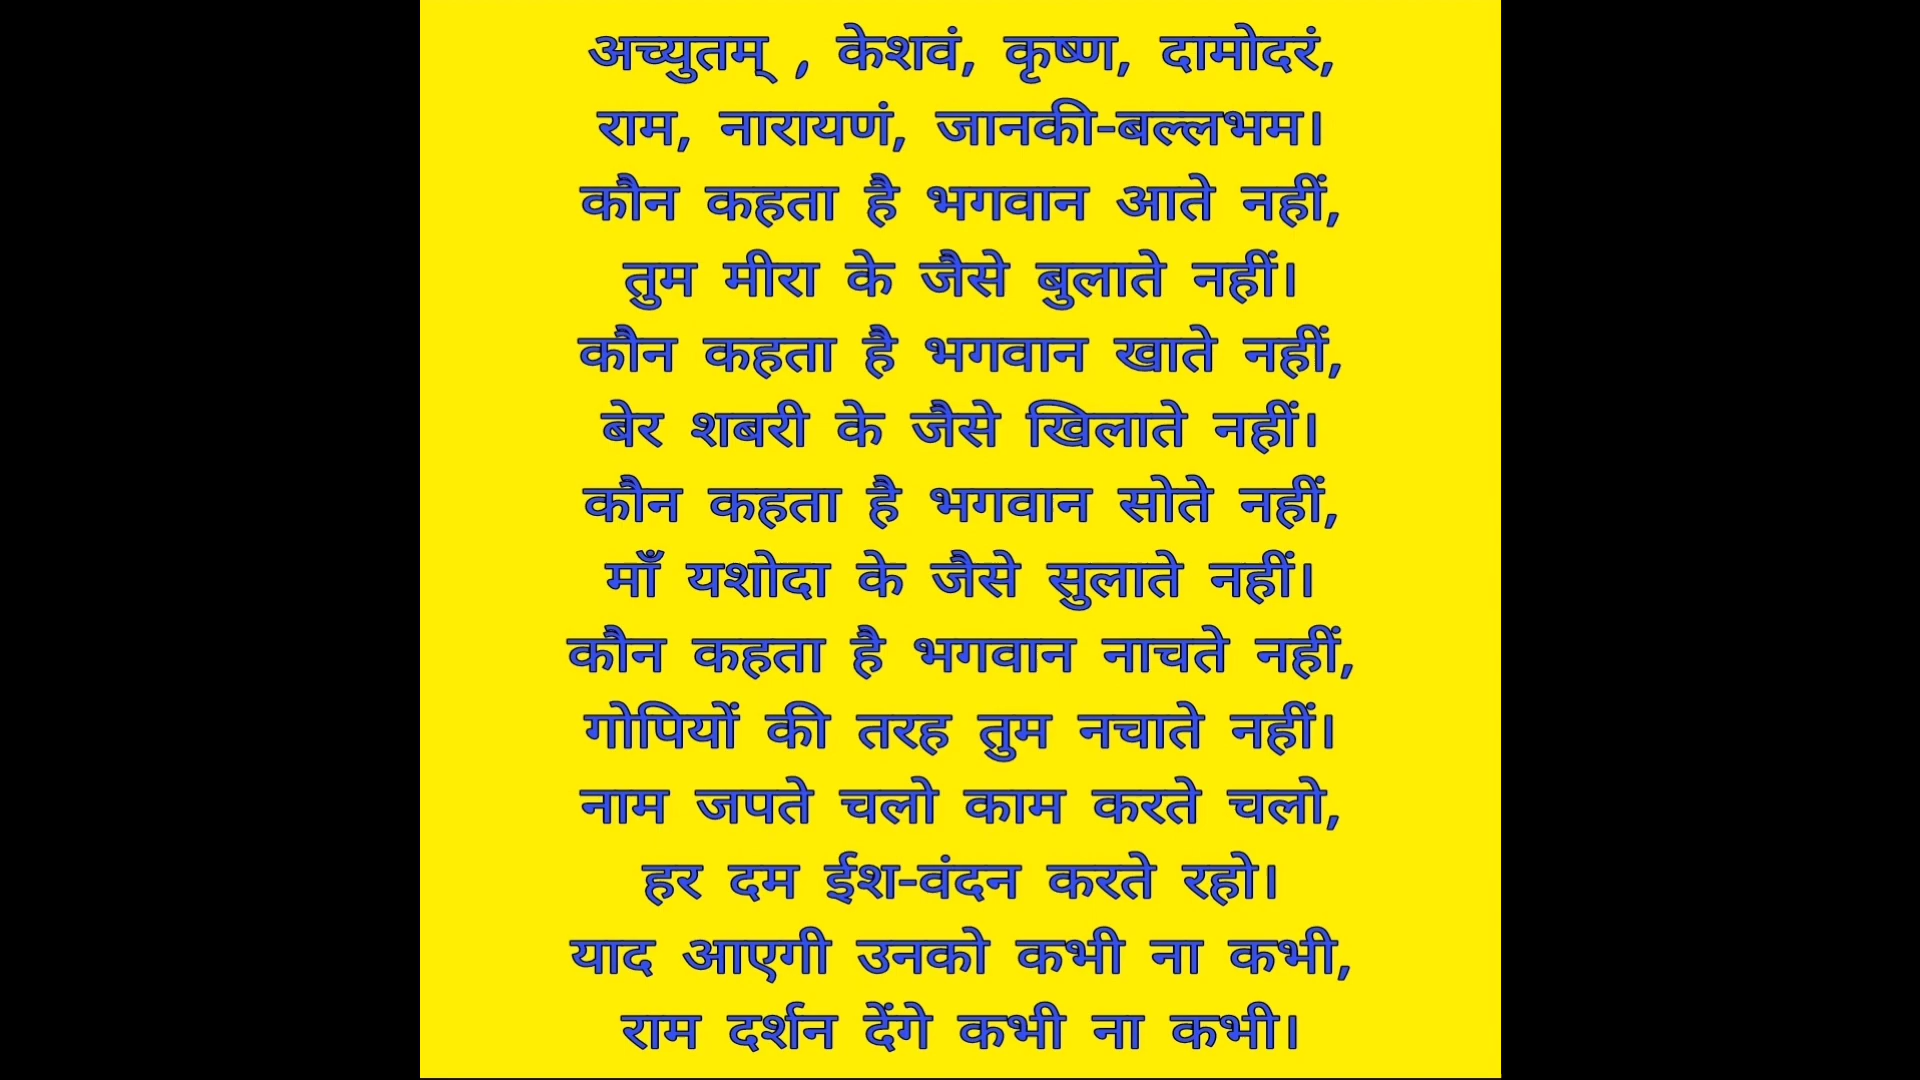 अच्युतम् , केशवं, कृष्ण, दामोदरं,
राम, नारायणं, जानकी-बल्लभम।
कौन कहता है भगवान आते नहीं,
तुम मीरा के जैसे बुलाते नहीं।
कौन कहता है भगवान खाते नहीं,
बेर शबरी के जैसे खिलाते नहीं।
कौन कहता है भगवान सोते नहीं,
माँ यशोदा के जैसे सुलाते नहीं।
कौन कहता है भगवान नाचते नहीं,
गोपियों की तरह तुम नचाते नहीं।
नाम जपते चलो काम करते चलो,
हर दम ईश-वंदन करते रहो।
याद आएगी उनको कभी ना कभी,
राम दर्शन देंगे कभी ना कभी।